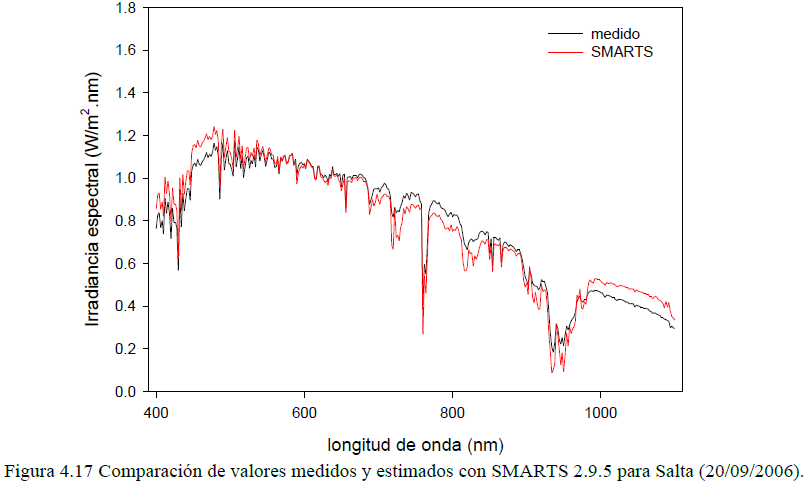 1.8
1.6
1.4
1.2
1.0
0.8
0.6
0.4
0.2
0.0
Irradiancia espectral (W/m².nm)
medido
SMARTS
400 600 800 1000
longitud de onda (nm)
Figura 4.17 Comparación de valores medidos y estimados con SMARTS 2.9.5 para Salta (20/09/2006).